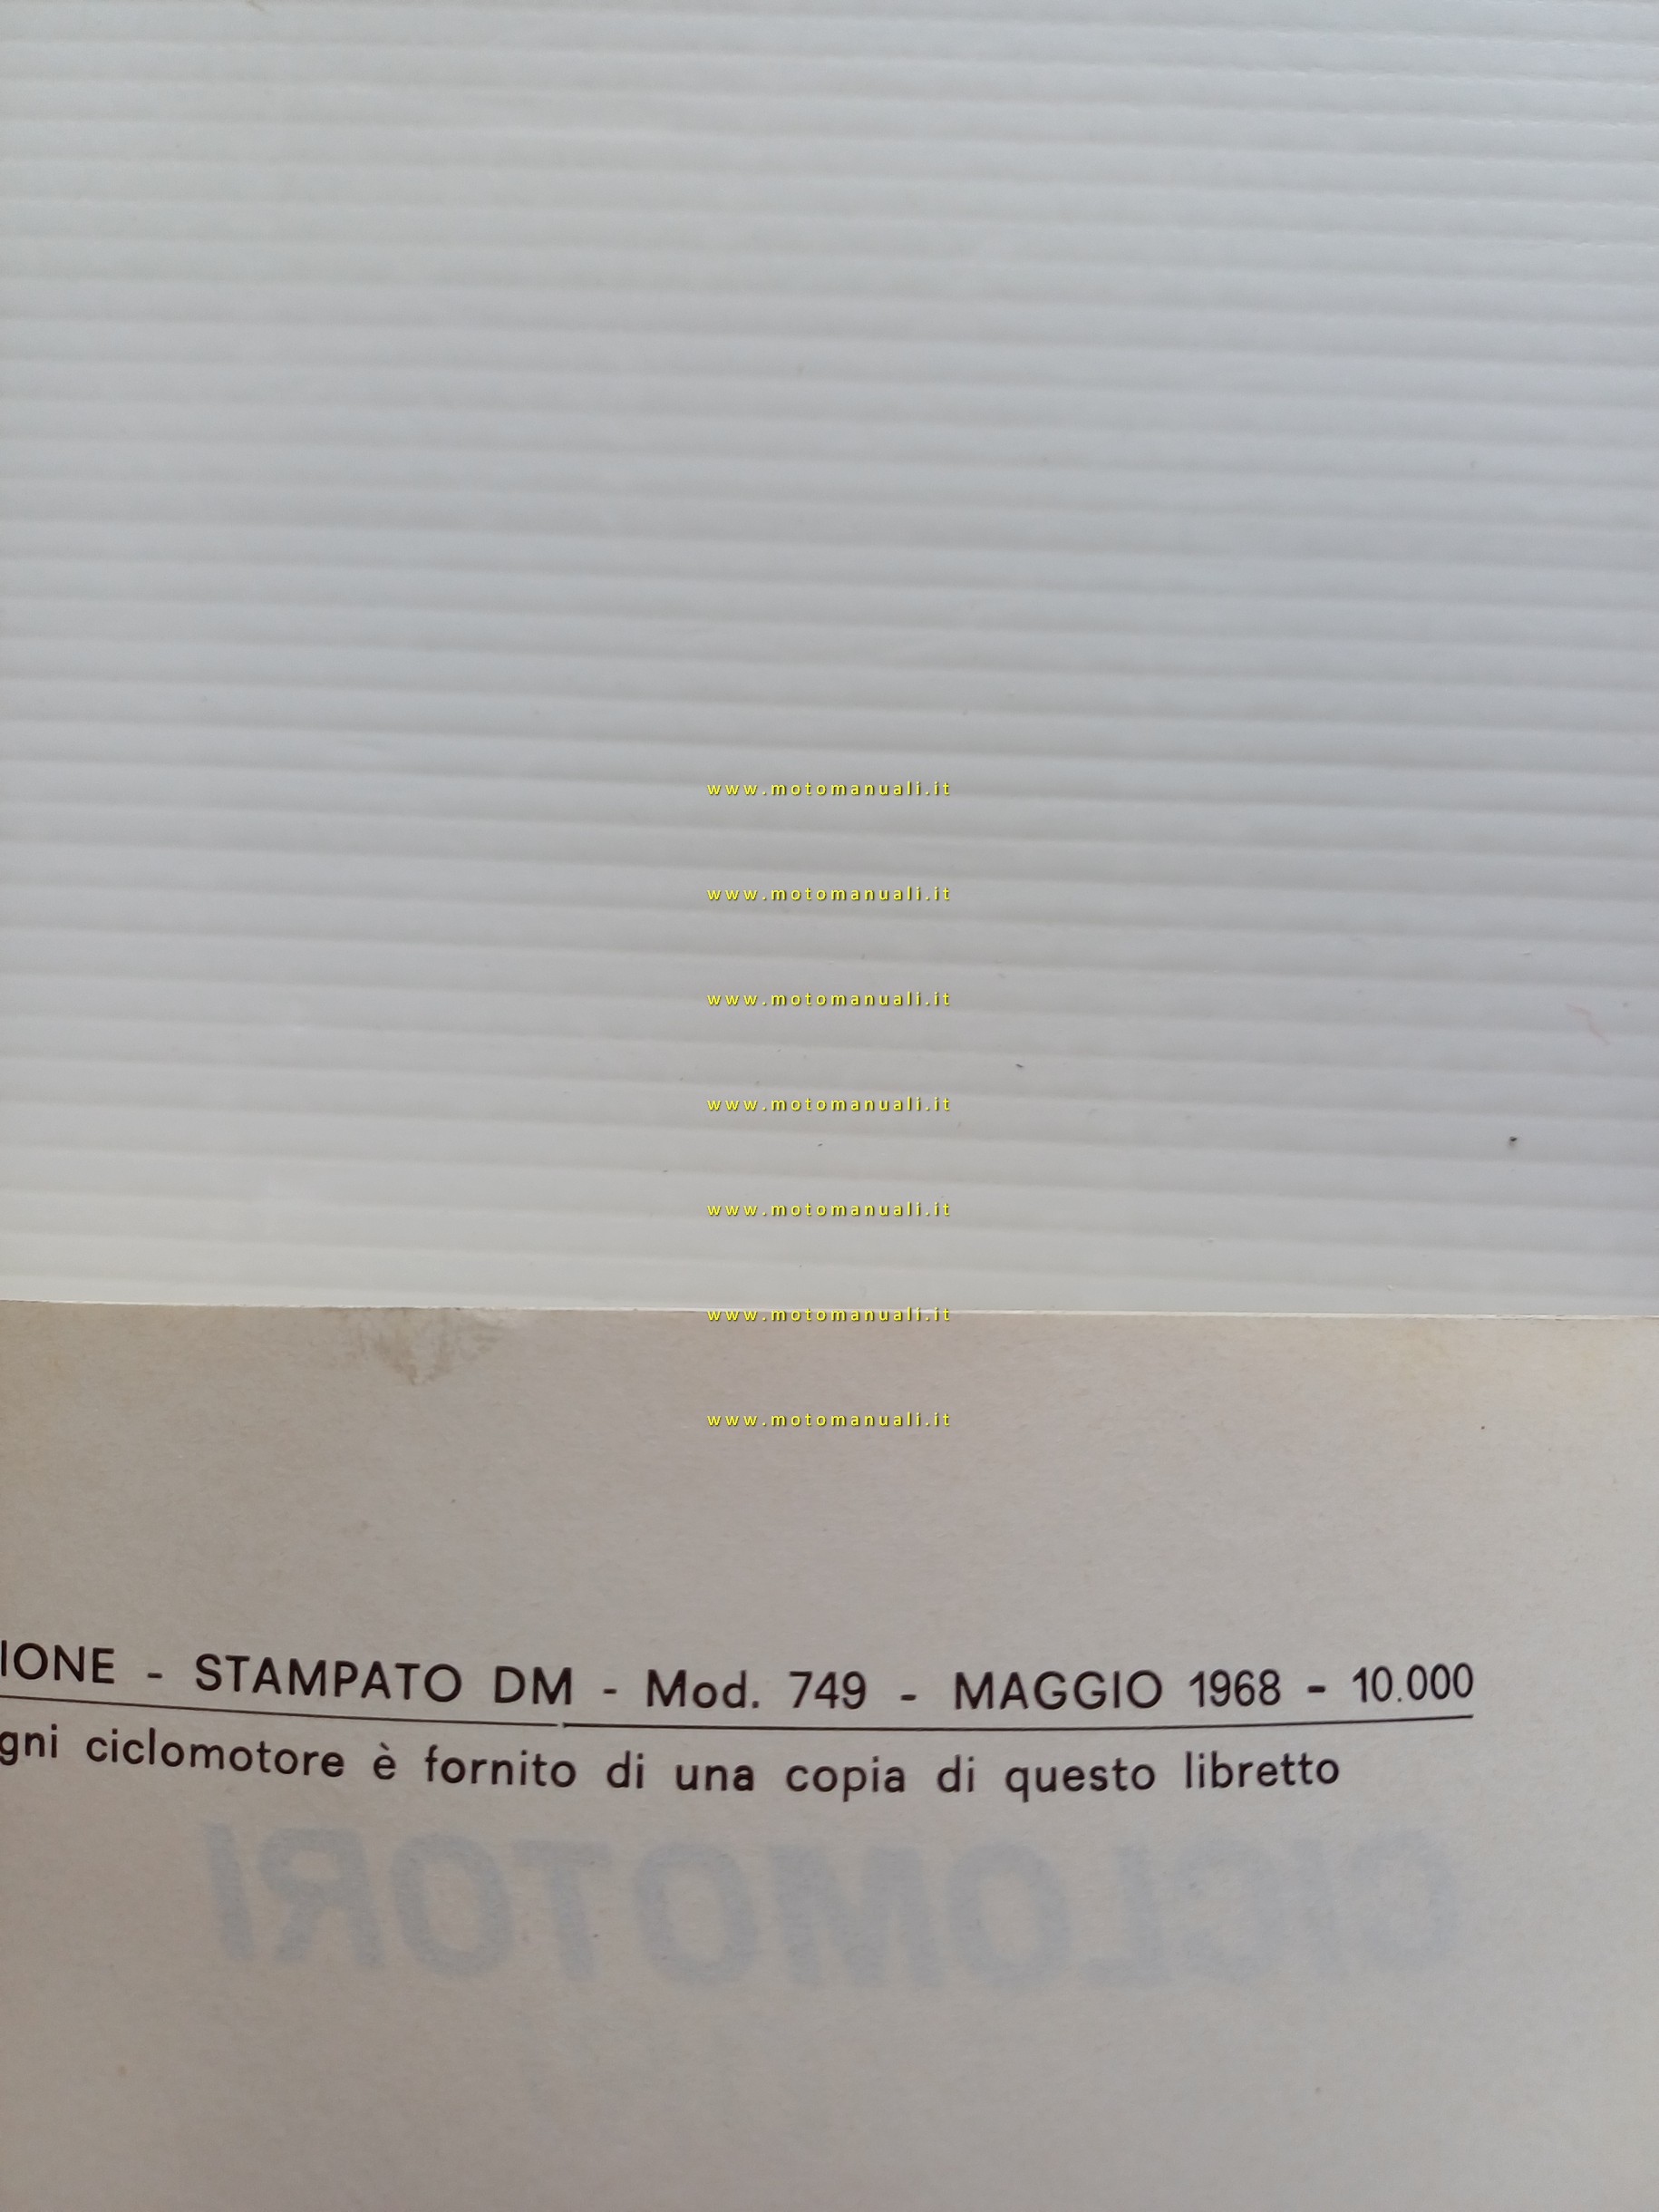 www.motomanuali.it
www.motomanuali.it
www.motomanuali.it
www.motomanuali.it
www.motomanuali.it
www.motomanuali.it
www.motomanuali.it
IONE - STAMPATO DM - Mod. 749 - MAGGIO 1968 - 10.000
gni ciclomotore è fornito di una copia di questo libretto
CICLOMOTORI